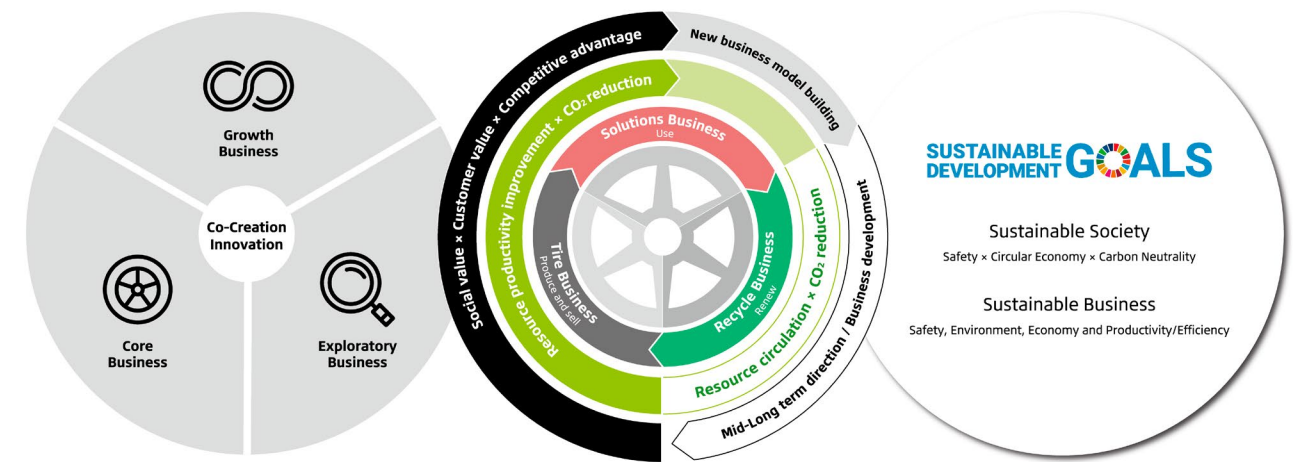 Growth
Business
Co-Creation
Innovation
Core
Business
Exploratory
Business
Social value × Customer value × Competitive advantage
New business model building
Mid-Long term direction / Business development
Resource productivity improvement × CO₂ reduction
Resource circulation × CO₂ reduction
Solutions Business
Use
Tire Business
Produce and sell
Recycle Business
Renew
SUSTAINABLE
DEVELOPMENT
GOALS
Sustainable Society
Safety × Circular Economy × Carbon Neutrality
Sustainable Business
Safety, Environment, Economy and Productivity/Efficiency